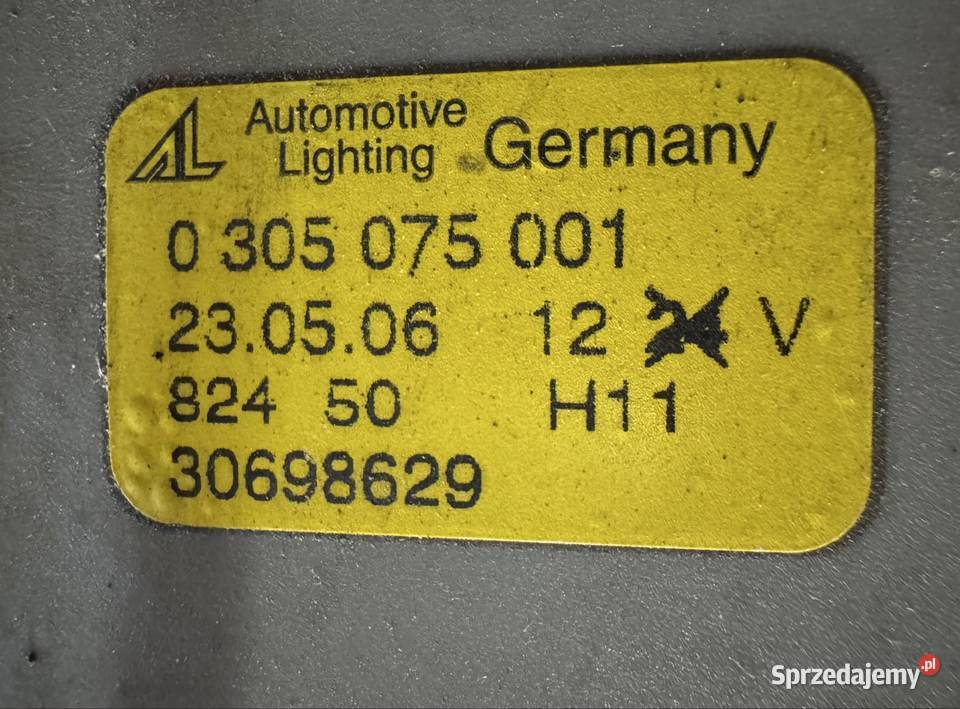 AL Automotive Lighting Germany
0 305 075 001
23.05.06 12 24 V
824 50 H11
30698629
Sprzedajemy.pl